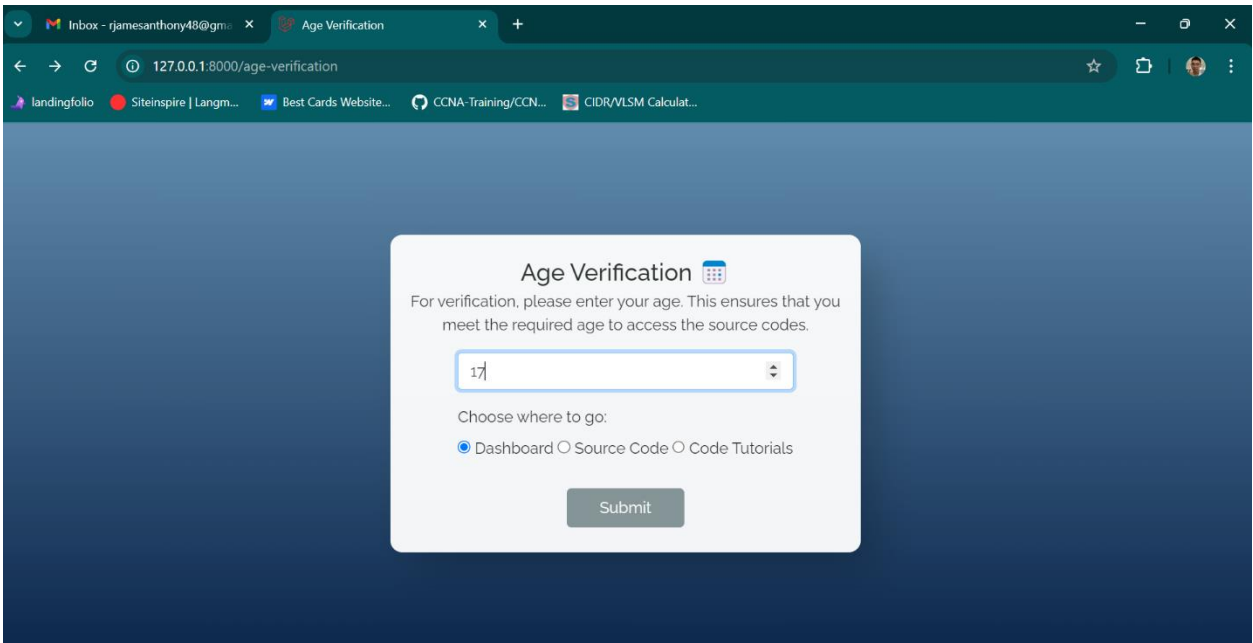 Inbox - rjamesanthony48@gma
Age Verification
127.0.0.1:8000/age-verification
landingfolio
Siteinspire | Langm...
Best Cards Website...
CCNA-Training/CCN...
CIDR/VLSM Calculat...
Age Verification
For verification, please enter your age. This ensures that you
meet the required age to access the source codes.
17
Choose where to go:
Dashboard Source Code Code Tutorials
Submit